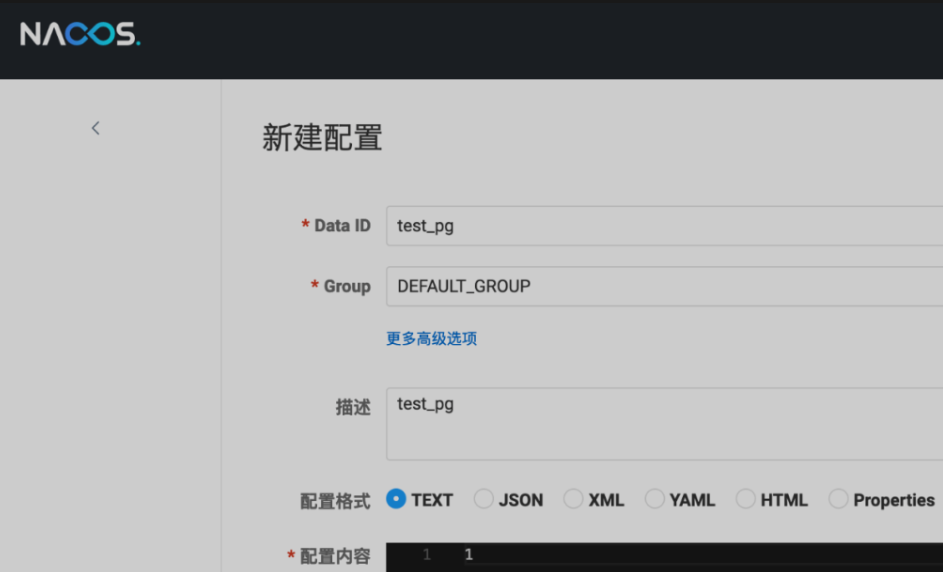 NACOS.
新建配置
* Data ID test_pg
* Group DEFAULT_GROUP
更多高级选项
描述 test_pg
配置格式 TEXT JSON XML YAML HTML Properties
* 配置内容 1 1